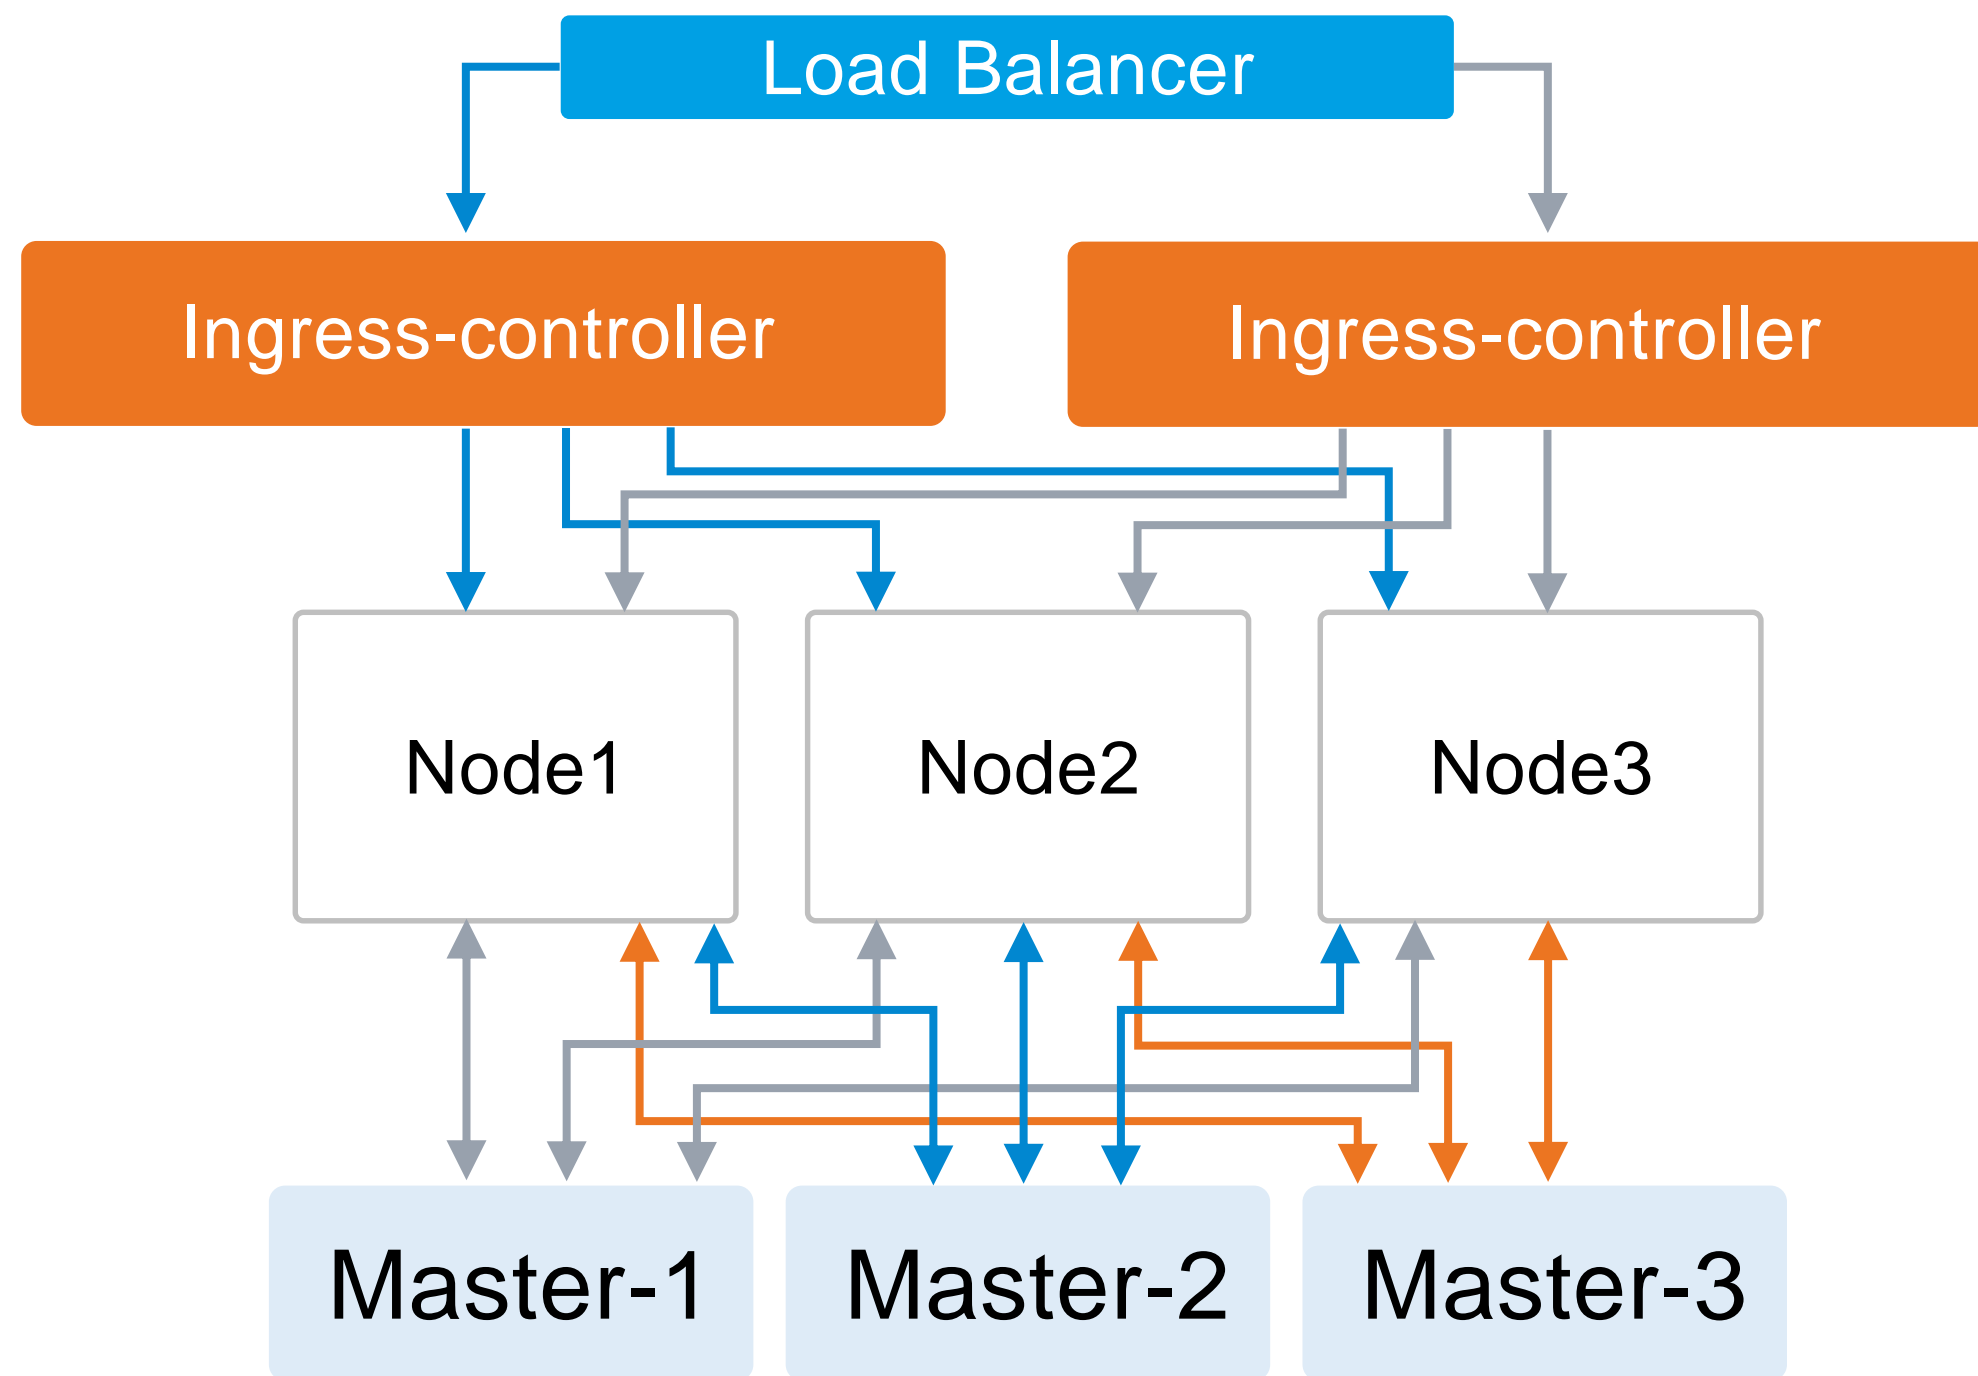 Load Balancer
Ingress-controller
Ingress-controller
Node1
Node2
Node3
Master-1
Master-2
Master-3